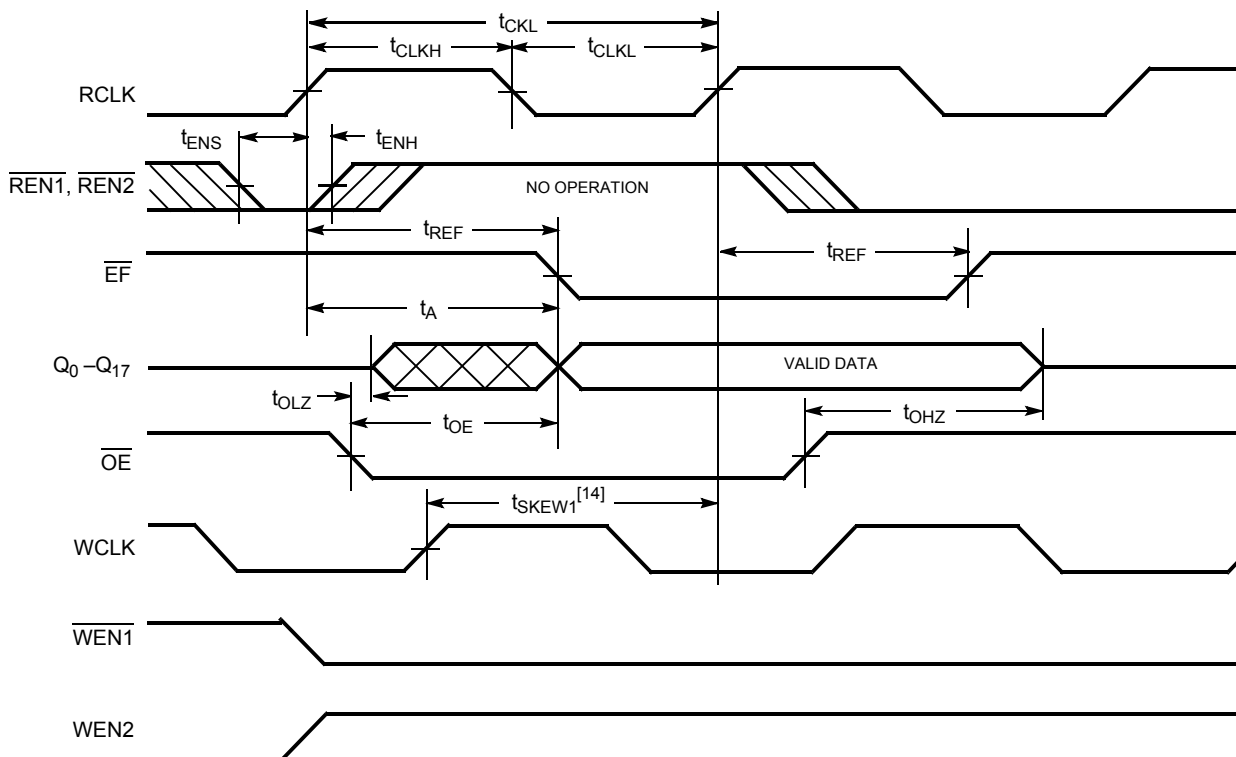 tCKL
tCLKH
tCLKL
RCLK
tENS
tENH
REN1, REN2
NO OPERATION
tREF
tREF
EF
tA
Q0 –Q17
VALID DATA
tOLZ
tOE
tOHZ
OE
tSKEW1[14]
WCLK
WEN1
WEN2